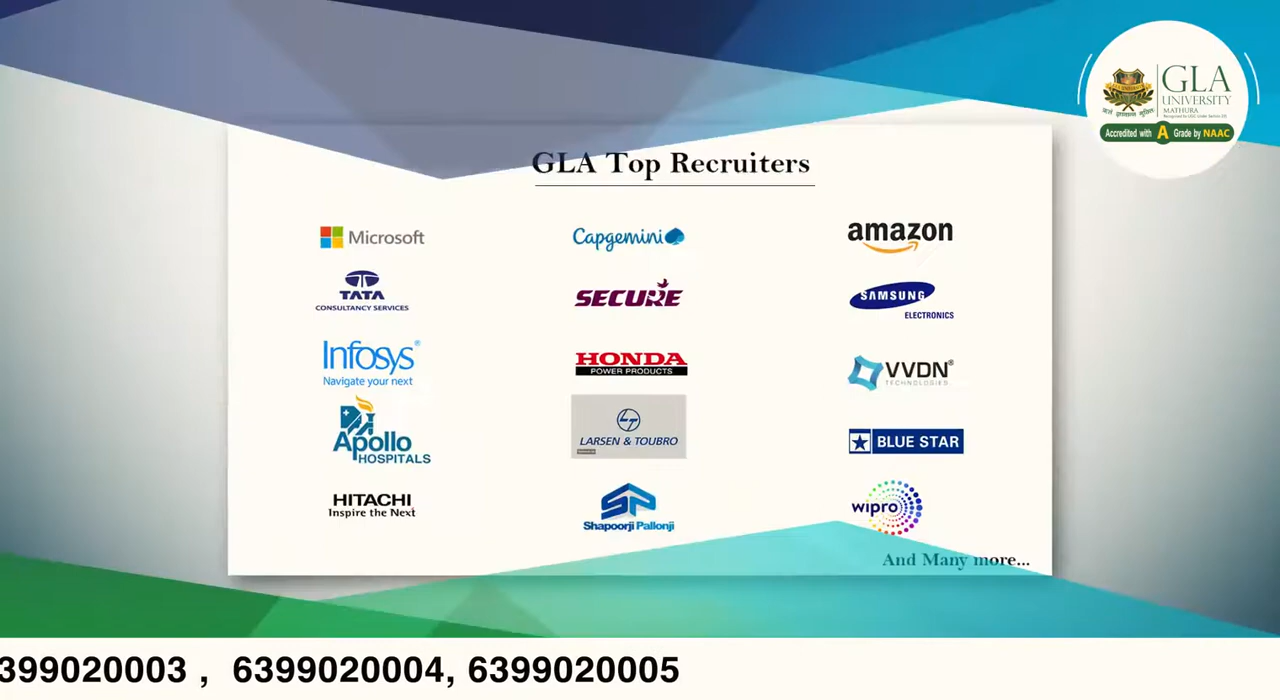 GLA
UNIVERSITY
MATHURA
Accredited with A Grade by NAAC
GLA Top Recruiters
Microsoft
Capgemini
amazon
TATA
CONSULTANCY SERVICES
SECURE
SAMSUNG
ELECTRONICS
Infosys®
Navigate your next
HONDA
POWER PRODUCTS
VVDN®
TECHNOLOGIES
Apollo
HOSPITALS
LARSEN & TOUBRO
BLUE STAR
HITACHI
Inspire the Next
SP
Shapoorji Pallonji
wipro
And Many more...
399020003 , 6399020004, 6399020005